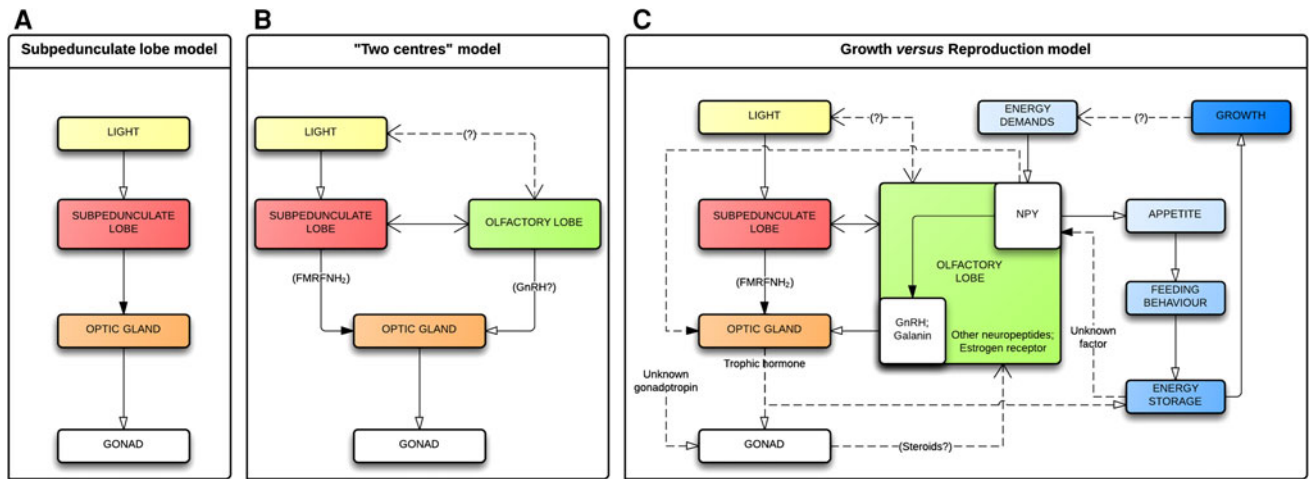 A
Subpedunculate lobe model
LIGHT
SUBPEDUNCULATE
LOBE
OPTIC GLAND
GONAD
B
"Two centres" model
LIGHT
(?)
SUBPEDUNCULATE
LOBE
OLFACTORY LOBE
(FMRFNH₂)
(GnRH?)
OPTIC GLAND
GONAD
C
Growth versus Reproduction model
LIGHT
(?)
ENERGY
DEMANDS
(?)
GROWTH
SUBPEDUNCULATE
LOBE
NPY
APPETITE
OLFACTORY
LOBE
(FMRFNH₂)
FEEDING
BEHAVIOUR
OPTIC GLAND
GnRH;
Galanin
Other neuropeptides;
Estrogen receptor
Unknown
factor
Trophic hormone
Unknown
gonadotropin
ENERGY
STORAGE
GONAD
(Steroids?)